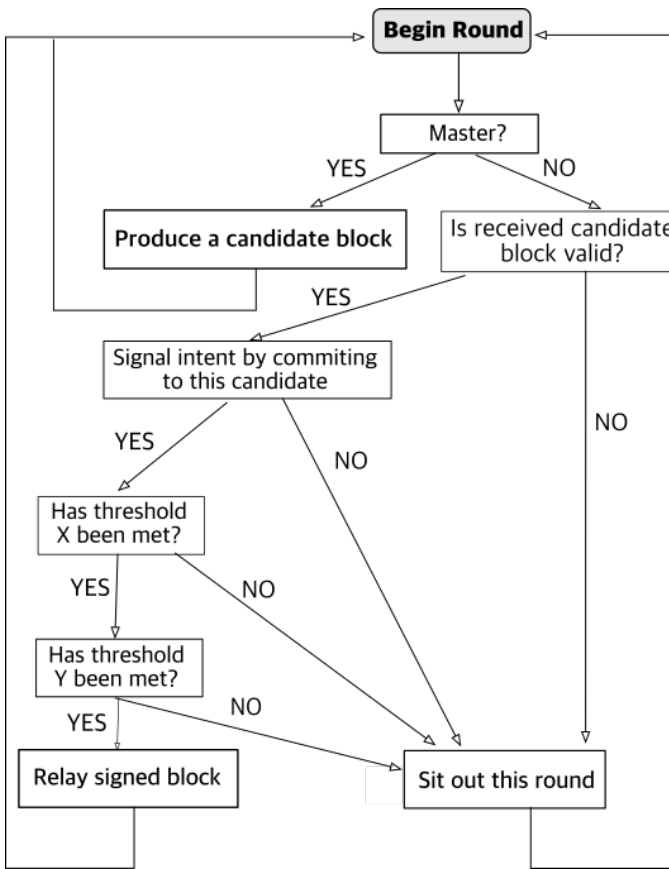 Begin Round
Master?
YES
NO
Produce a candidate block
Is received candidate
block valid?
YES
Signal intent by commiting
to this candidate
YES
NO
NO
Has threshold
X been met?
YES
NO
Has threshold
Y been met?
YES
NO
Relay signed block
Sit out this round